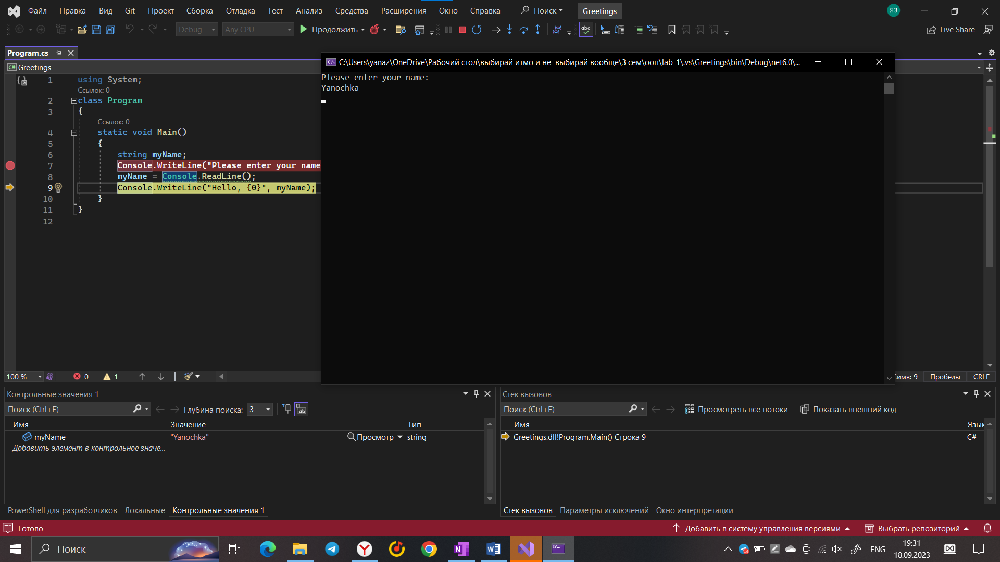 Файл Правка Вид Git Проект Сборка Отладка Тест Анализ Средства Расширения Окно Справка Поиск Greetings ЯЗ
Debug Any CPU Продолжить abc Live Share
Program.cs
Greetings
C:\Users\yanaz\OneDrive\Рабочий стол\выбирай итмо и не  выбирай вообще\3 сем\ооп\lab_1\.vs\Greetings\bin\Debug\net6.0\...
Please enter your name:
Yanochka
1 using System;
Ссылок: 0
2 class Program
3 {
Ссылок: 0
4 static void Main()
5 {
6 string myName;
7 Console.WriteLine("Please enter your name
8 myName = Console.ReadLine();
9 Console.WriteLine("Hello, {0}", myName);
10 }
11 }
12
100 % 0 1 Симв: 9 Пробелы CRLF
Контрольные значения 1
Поиск (Ctrl+E) Глубина поиска: 3
Имя Значение Тип
myName "Yanochka" Просмотр string
Добавить элемент в контрольное значе...
PowerShell для разработчиков Локальные Контрольные значения 1
Стек вызовов
Поиск (Ctrl+E) Просмотреть все потоки Показать внешний код
Имя Язык
Greetings.dll!Program.Main() Строка 9 C#
Стек вызовов Параметры исключений Окно интерпретации
Готово Добавить в систему управления версиями Выбрать репозиторий
Поиск ENG 19:31
18.09.2023